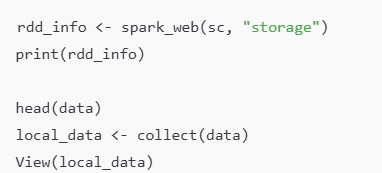 rdd_info <- spark_web(sc, "storage")
print(rdd_info)
head(data)
local_data <- collect(data)
View(local_data)